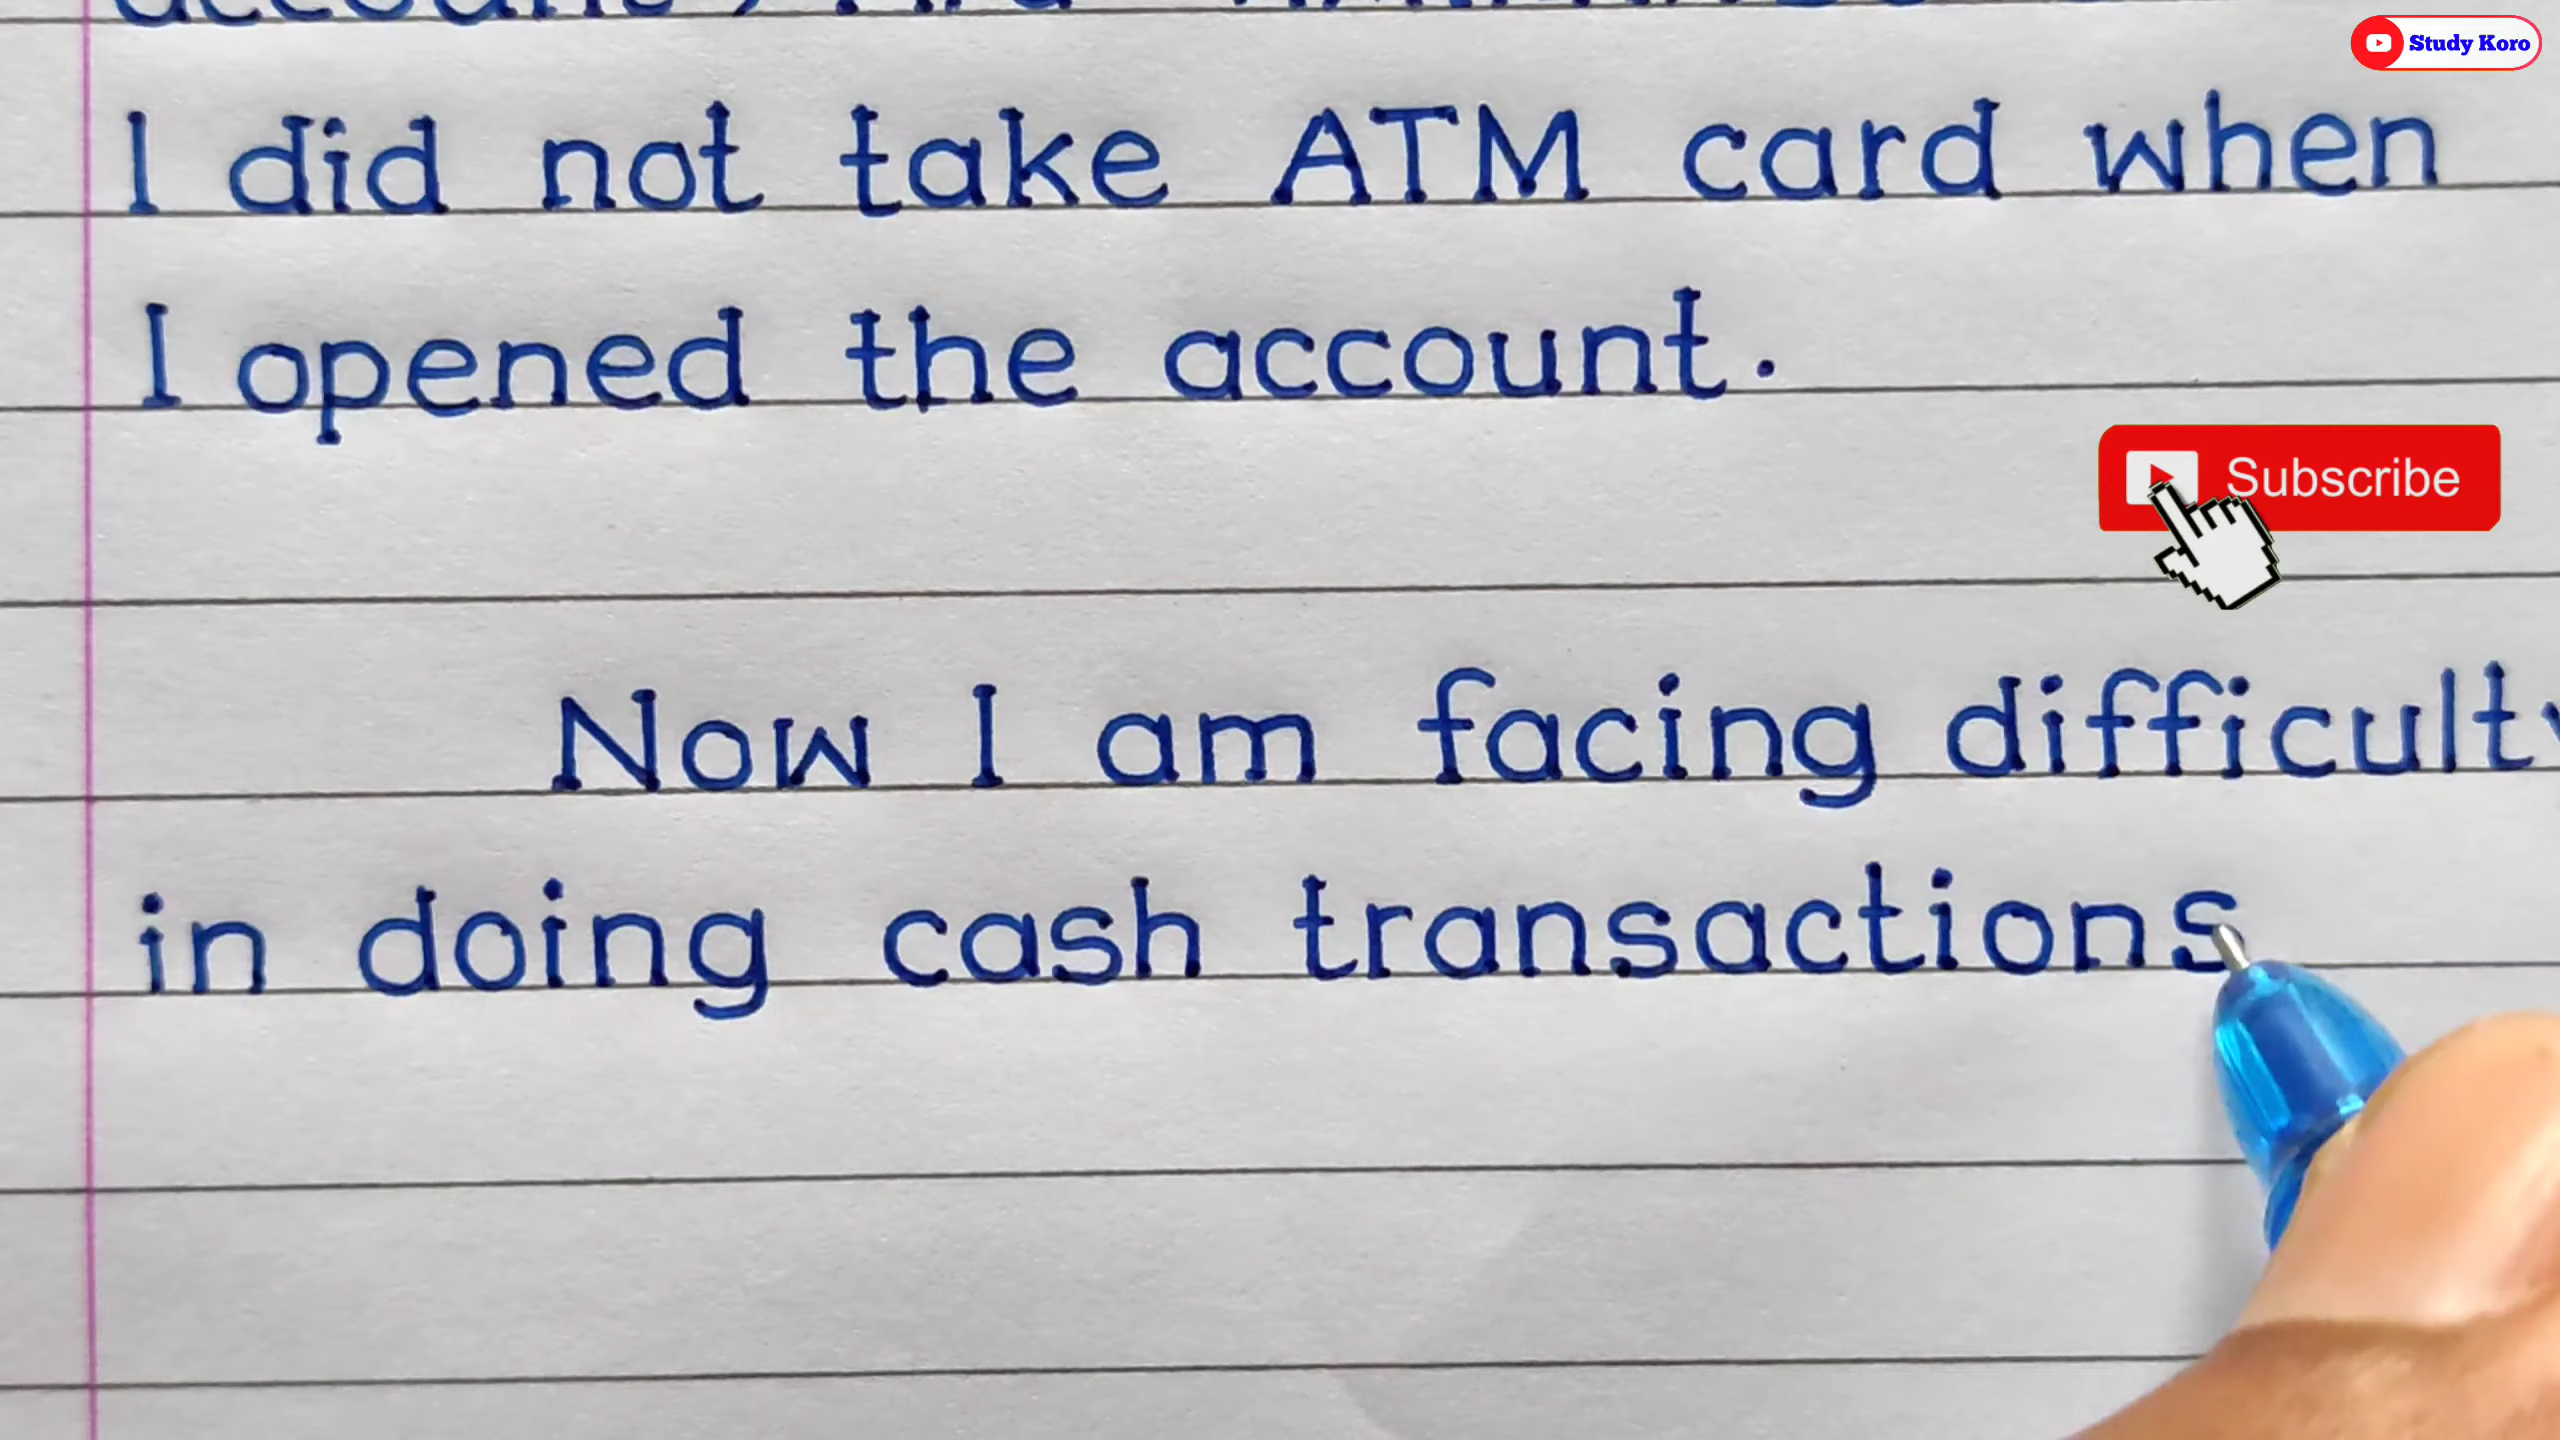 Study Koro
I did not take ATM card when
I opened the account.
Subscribe
Now I am facing difficulty
in doing cash transactions